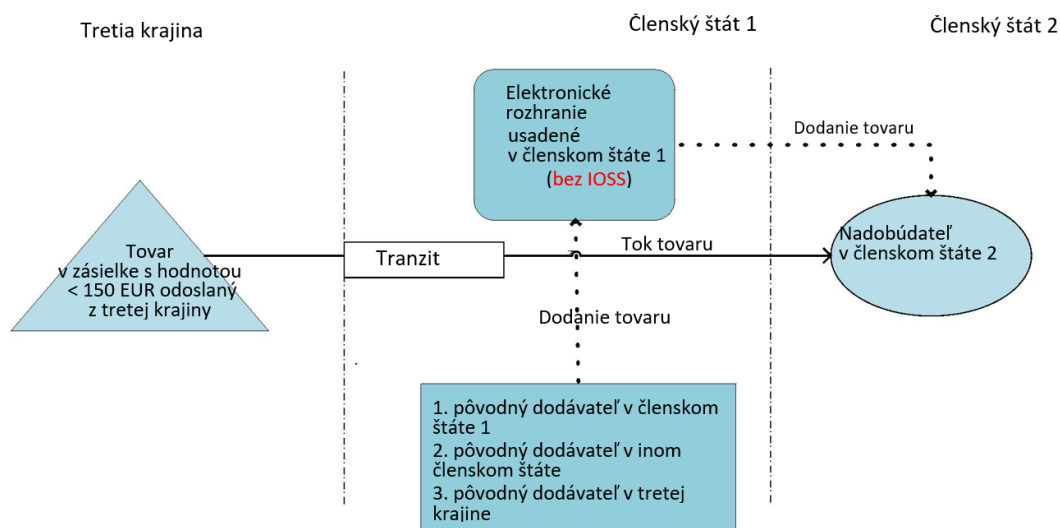 Tretia krajina
Členský štát 1
Členský štát 2
Elektronické
rozhranie
usadené
v členskom štáte 1
(bez IOSS)
Dodanie tovaru
Tovar
v zásielke s hodnotou
< 150 EUR odoslaný
z tretej krajiny
Tranzit
Tok tovaru
Nadobúdateľ
v členskom štáte 2
Dodanie tovaru
1. pôvodný dodávateľ v členskom
štáte 1
2. pôvodný dodávateľ v inom
členskom štáte
3. pôvodný dodávateľ v tretej
krajine